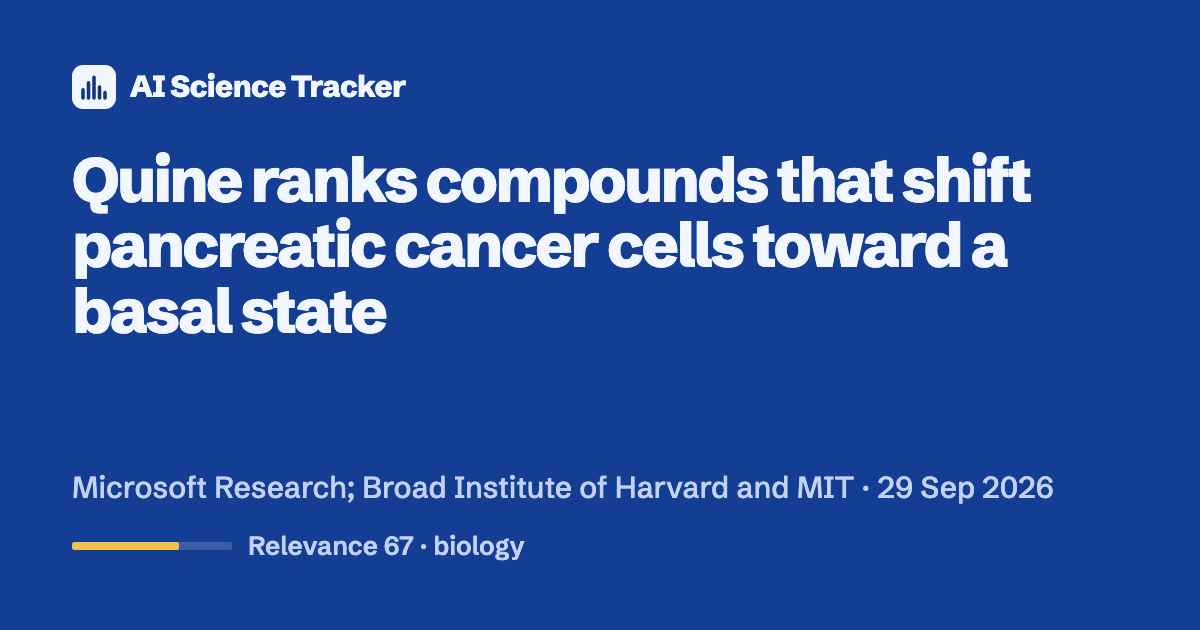 AI Science Tracker
Quine ranks compounds that shift
pancreatic cancer cells toward a
basal state
Microsoft Research; Broad Institute of Harvard and MIT · 29 Sep 2026
Relevance 67 · biology